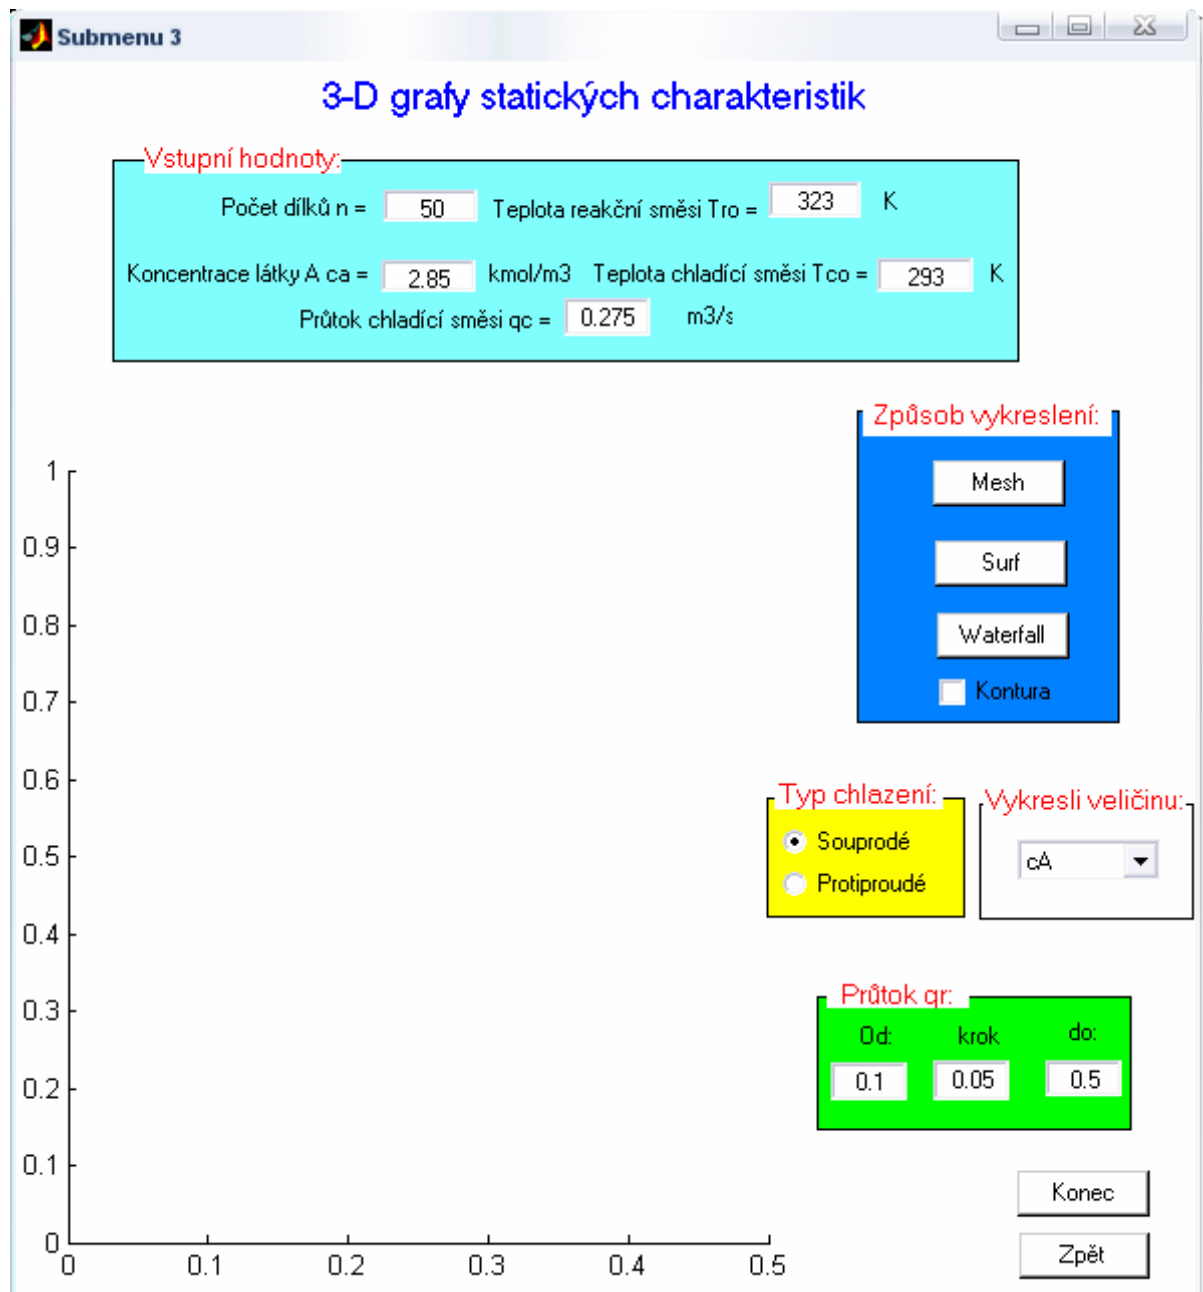 Submenu 3
3-D grafy statických charakteristik
Vstupní hodnoty:
Počet dílků n = 50 Teplota reakční směsi Tro = 323 K
Koncentrace látky A ca = 2.85 kmol/m3 Teplota chladící směsi Tco = 293 K
Průtok chladící směsi qc = 0.275 m3/s
Způsob vykreslení:
Mesh
Surf
Waterfall
Kontura
1
0.9
0.8
0.7
0.6
0.5
0.4
0.3
0.2
0.1
0
0 0.1 0.2 0.3 0.4 0.5
Typ chlazení:
Souprodé
Protiproudé
Vykresli veličinu:
cA
Průtok qr:
Od: krok do:
0.1 0.05 0.5
Konec
Zpět